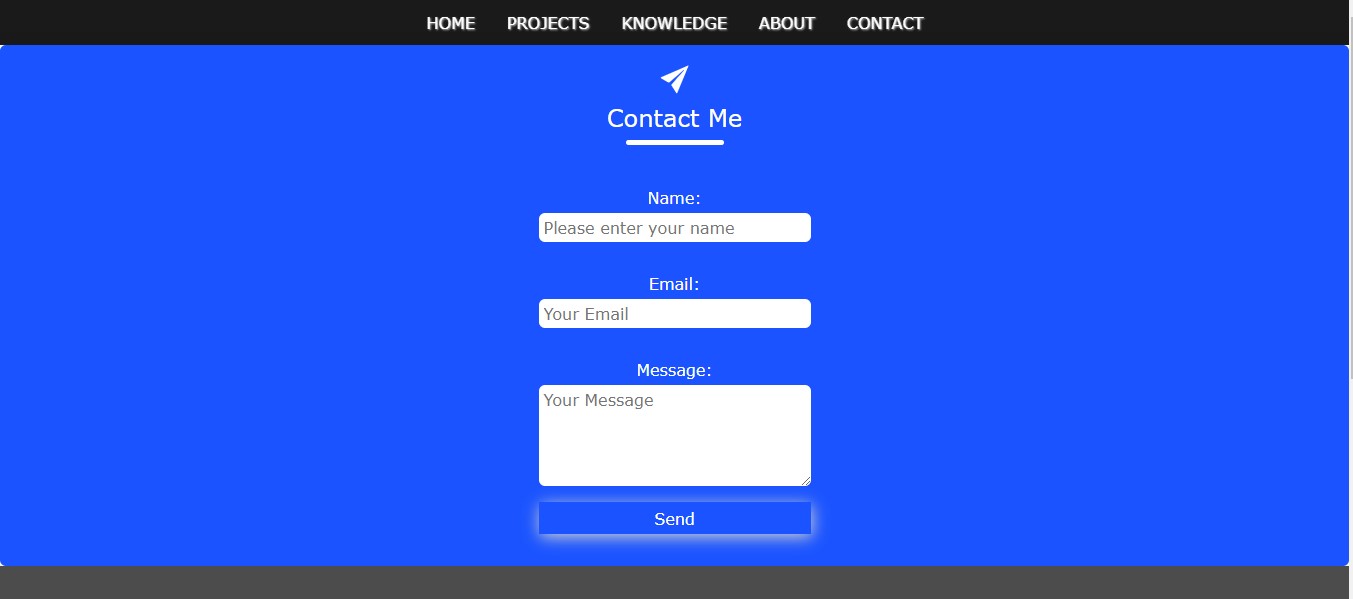 HOME PROJECTS KNOWLEDGE ABOUT CONTACT
Contact Me
Name:
Please enter your name
Email:
Your Email
Message:
Your Message
Send